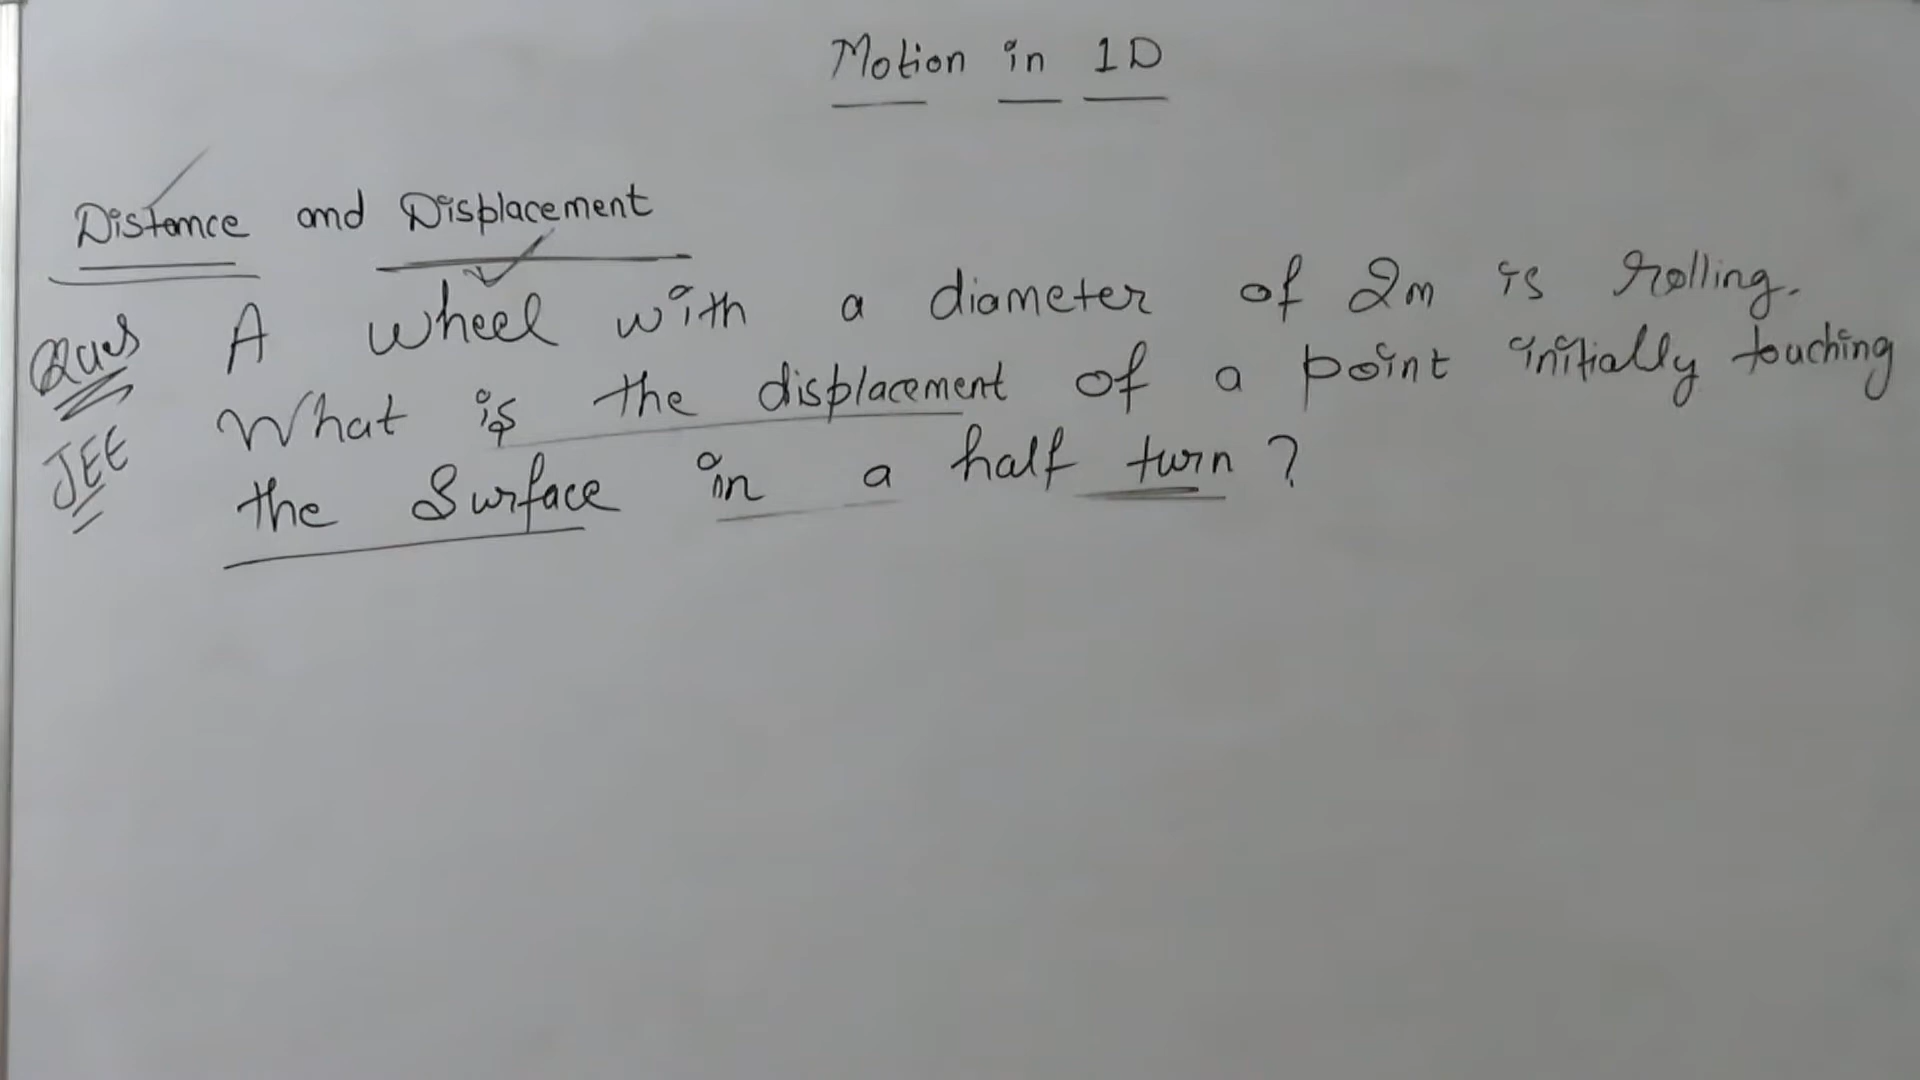 Motion in 1D
Distance and Displacement
Ques A wheel with a diameter of 2m is rolling.
What is the displacement of a point initially touching
JEE the Surface in a half turn ?